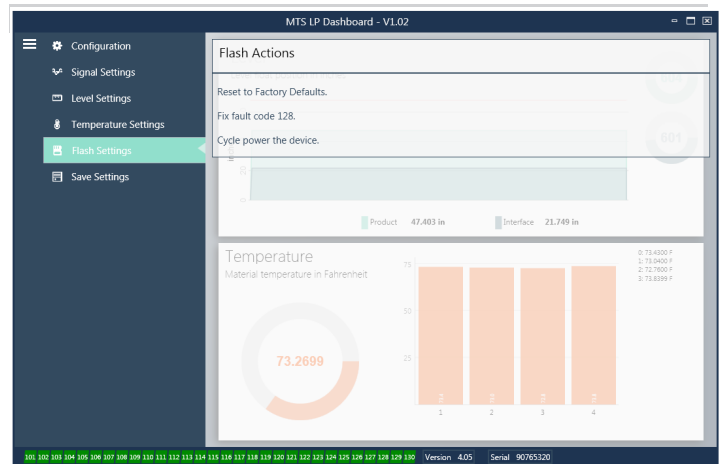 MTS LP Dashboard - V1.02
Configuration
Signal Settings
Level Settings
Temperature Settings
Flash Settings
Save Settings
Flash Actions
Reset to Factory Defaults.
Fix fault code 128.
Cycle power the device.
601
20
0
Product 47.403 in Interface 21.749 in
Temperature
Material temperature in Fahrenheit
73.2699
75
50
25
1 2 3 4
0: 73.4300 F
1: 73.0400 F
2: 72.7600 F
3: 73.8399 F
101 102 103 104 105 106 107 108 109 110 111 112 113 114 115 116 117 118 119 120 121 122 123 124 125 126 127 128 129 130 Version 4.05 Serial 90765320